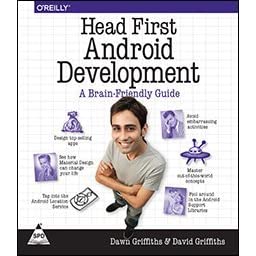 O'REILLY®
Head First
Android
Development
A Brain-Friendly Guide
Design top selling
apps
Avoid
embarrassing
activities
See how
Material Design
can change
your life
Master
out-of-this-world
concepts
Tap into the
Android Location
Service
Fool around
in the Android
Support
Libraries
SPD
Dawn Griffiths & David Griffiths